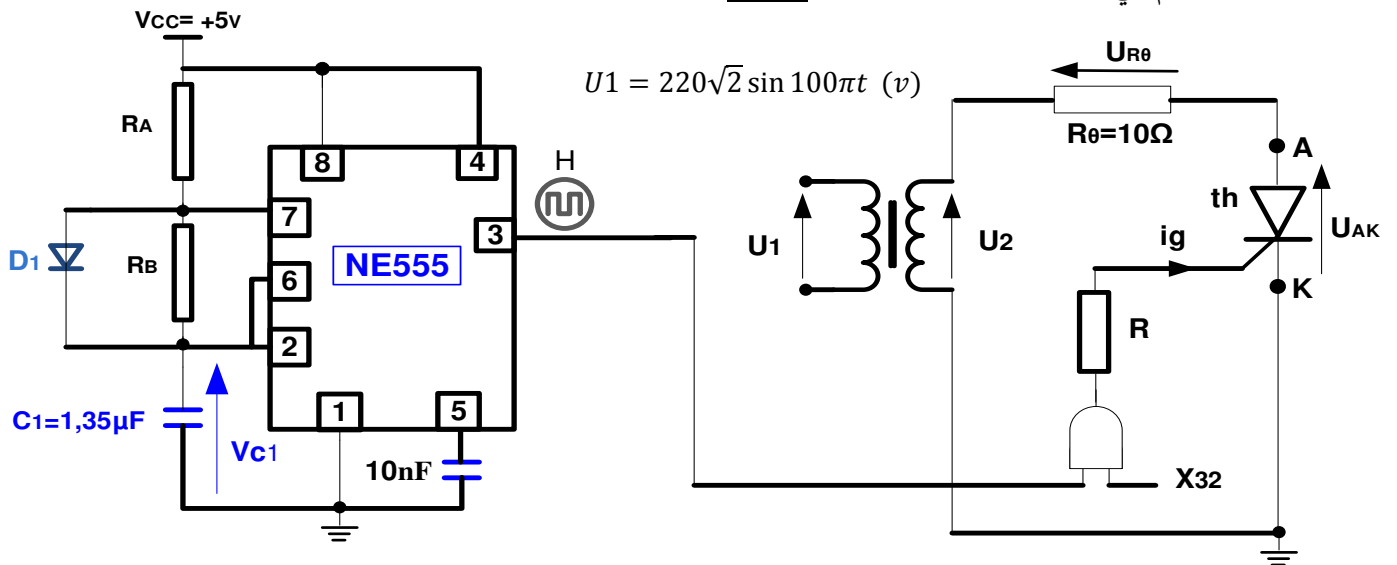 Vcc= +5v
U1 = 220√2 sin 100πt (v)
URθ
RA
Rθ=10Ω
8
4
H
A
7
3
th
D1
RB
NE555
U1
U2
ig
UAK
6
K
2
R
C1=1,35µF
1
5
Vc1
10nF
X32